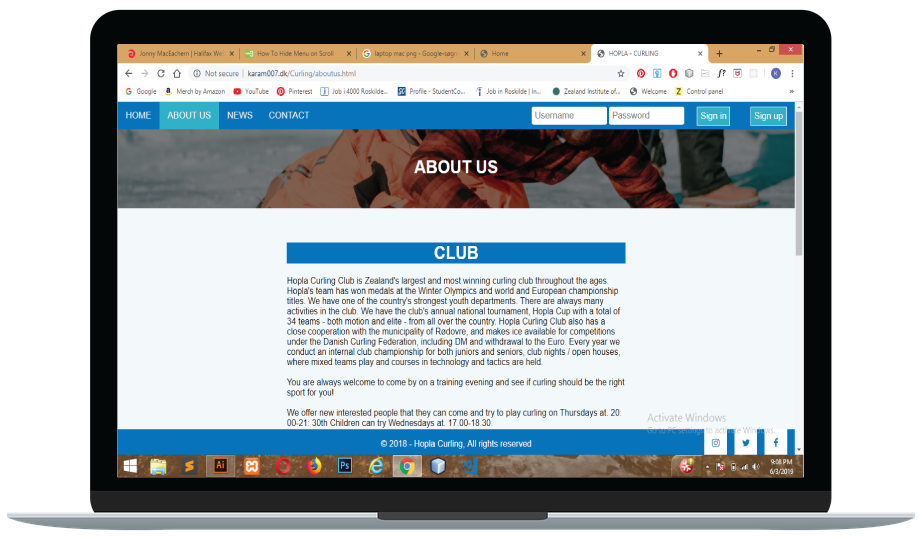 Jonny MacEachern | Halifax We
How To Hide Menu on Scroll
laptop mac png - Google-søgni
Home
HOPLA - CURLING
Not secure | karam007.dk/Curling/aboutus.html
Google
Merch by Amazon
YouTube
Pinterest
Job i 4000 Roskilde...
Profile - StudentCo...
Job in Roskilde | In...
Zealand Institute of...
Welcome
Control panel
HOME
ABOUT US
NEWS
CONTACT
Username
Password
Sign in
Sign up
ABOUT US
CLUB
Hopla Curling Club is Zealand's largest and most winning curling club throughout the ages.
Hopla's team has won medals at the Winter Olympics and world and European championship
titles. We have one of the country's strongest youth departments. There are always many
activities in the club. We have the club's annual national tournament, Hopla Cup with a total of
34 teams - both motion and elite - from all over the country. Hopla Curling Club also has a
close cooperation with the municipality of Rødovre, and makes ice available for competitions
under the Danish Curling Federation, including DM and withdrawal to the Euro. Every year we
conduct an internal club championship for both juniors and seniors, club nights / open houses,
where mixed teams play and courses in technology and tactics are held.
You are always welcome to come by on a training evening and see if curling should be the right
sport for you!
We offer new interested people that they can come and try to play curling on Thursdays at. 20:
00-21: 30th Children can try Wednesdays at. 17.00-18.30.
Activate Windows
Go to PC settings to activate Windows.
© 2018 - Hopla Curling, All rights reserved
Ai
Ps
9:08 PM
6/3/2019